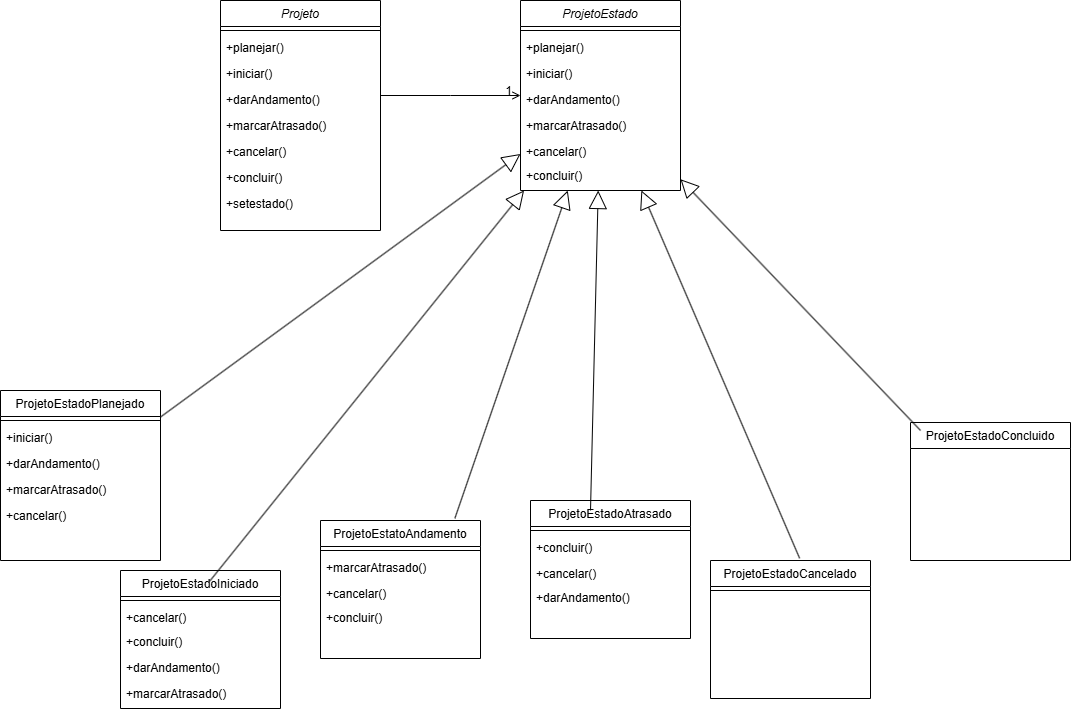 Projeto
+planejar()
+iniciar()
+darAndamento()
+marcarAtrasado()
+cancelar()
+concluir()
+setestado()
1
ProjetoEstado
+planejar()
+iniciar()
+darAndamento()
+marcarAtrasado()
+cancelar()
+concluir()
ProjetoEstadoPlanejado
+iniciar()
+darAndamento()
+marcarAtrasado()
+cancelar()
ProjetoEstadoIniciado
+cancelar()
+concluir()
+darAndamento()
+marcarAtrasado()
ProjetoEstatoAndamento
+marcarAtrasado()
+cancelar()
+concluir()
ProjetoEstadoAtrasado
+concluir()
+cancelar()
+darAndamento()
ProjetoEstadoCancelado
ProjetoEstadoConcluido